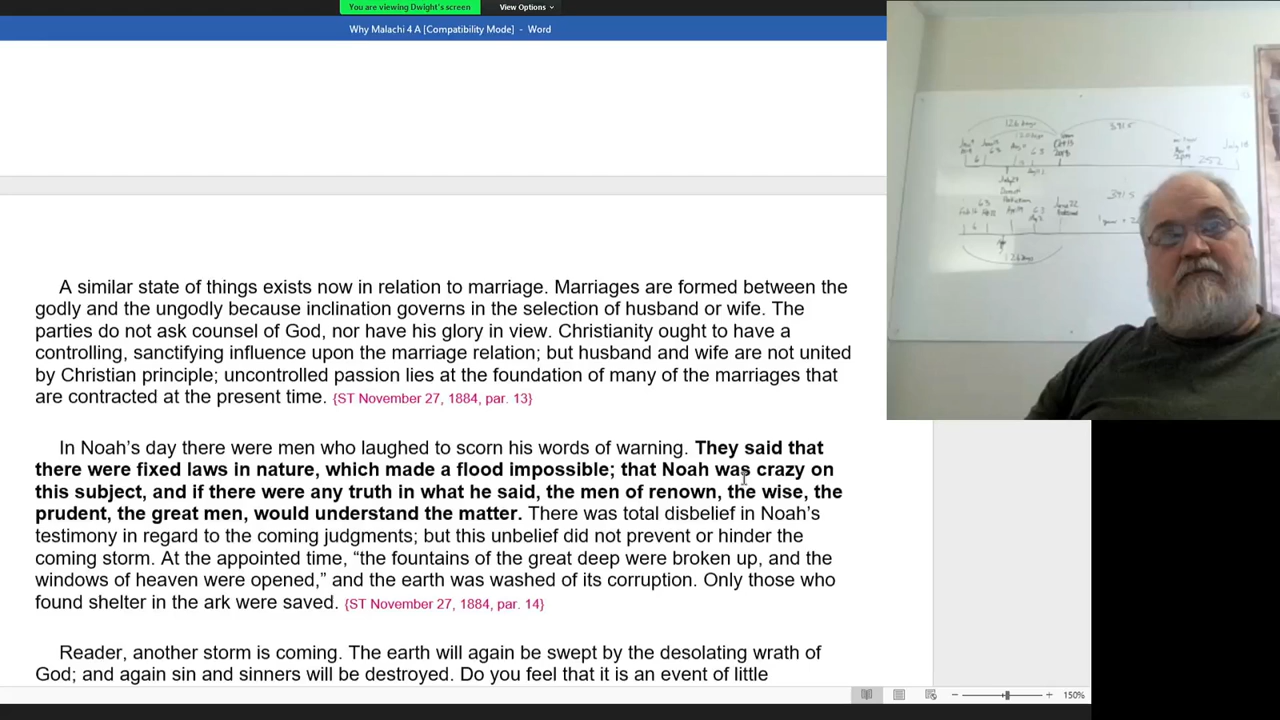 You are viewing Dwight's screen
View Options
Why Malachi 4 A [Compatibility Mode] - Word
A similar state of things exists now in relation to marriage. Marriages are formed between the
godly and the ungodly because inclination governs in the selection of husband or wife. The
parties do not ask counsel of God, nor have his glory in view. Christianity ought to have a
controlling, sanctifying influence upon the marriage relation; but husband and wife are not united
by Christian principle; uncontrolled passion lies at the foundation of many of the marriages that
are contracted at the present time. {ST November 27, 1884, par. 13}
In Noah’s day there were men who laughed to scorn his words of warning. They said that
there were fixed laws in nature, which made a flood impossible; that Noah was crazy on
this subject, and if there were any truth in what he said, the men of renown, the wise, the
prudent, the great men, would understand the matter. There was total disbelief in Noah’s
testimony in regard to the coming judgments; but this unbelief did not prevent or hinder the
coming storm. At the appointed time, “the fountains of the great deep were broken up, and the
windows of heaven were opened,” and the earth was washed of its corruption. Only those who
found shelter in the ark were saved. {ST November 27, 1884, par. 14}
Reader, another storm is coming. The earth will again be swept by the desolating wrath of
God; and again sin and sinners will be destroyed. Do you feel that it is an event of little
150%
126 days
391.5
July 18
252
63
391.5
126 days